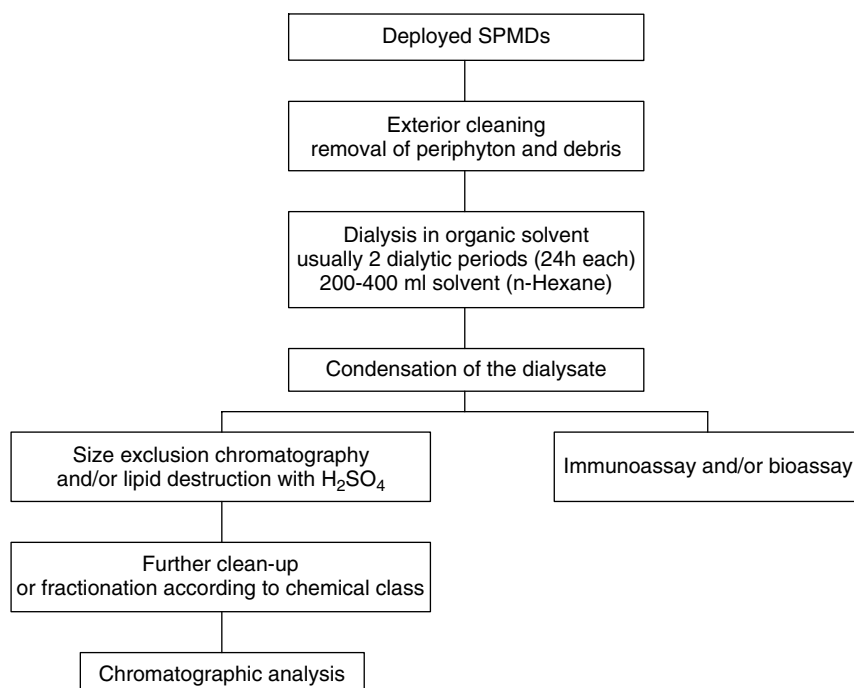 Deployed SPMDs
Exterior cleaning
removal of periphyton and debris
Dialysis in organic solvent
usually 2 dialytic periods (24h each)
200-400 ml solvent (n-Hexane)
Condensation of the dialysate
Size exclusion chromatography
and/or lipid destruction with H₂SO₄
Immunoassay and/or bioassay
Further clean-up
or fractionation according to chemical class
Chromatographic analysis